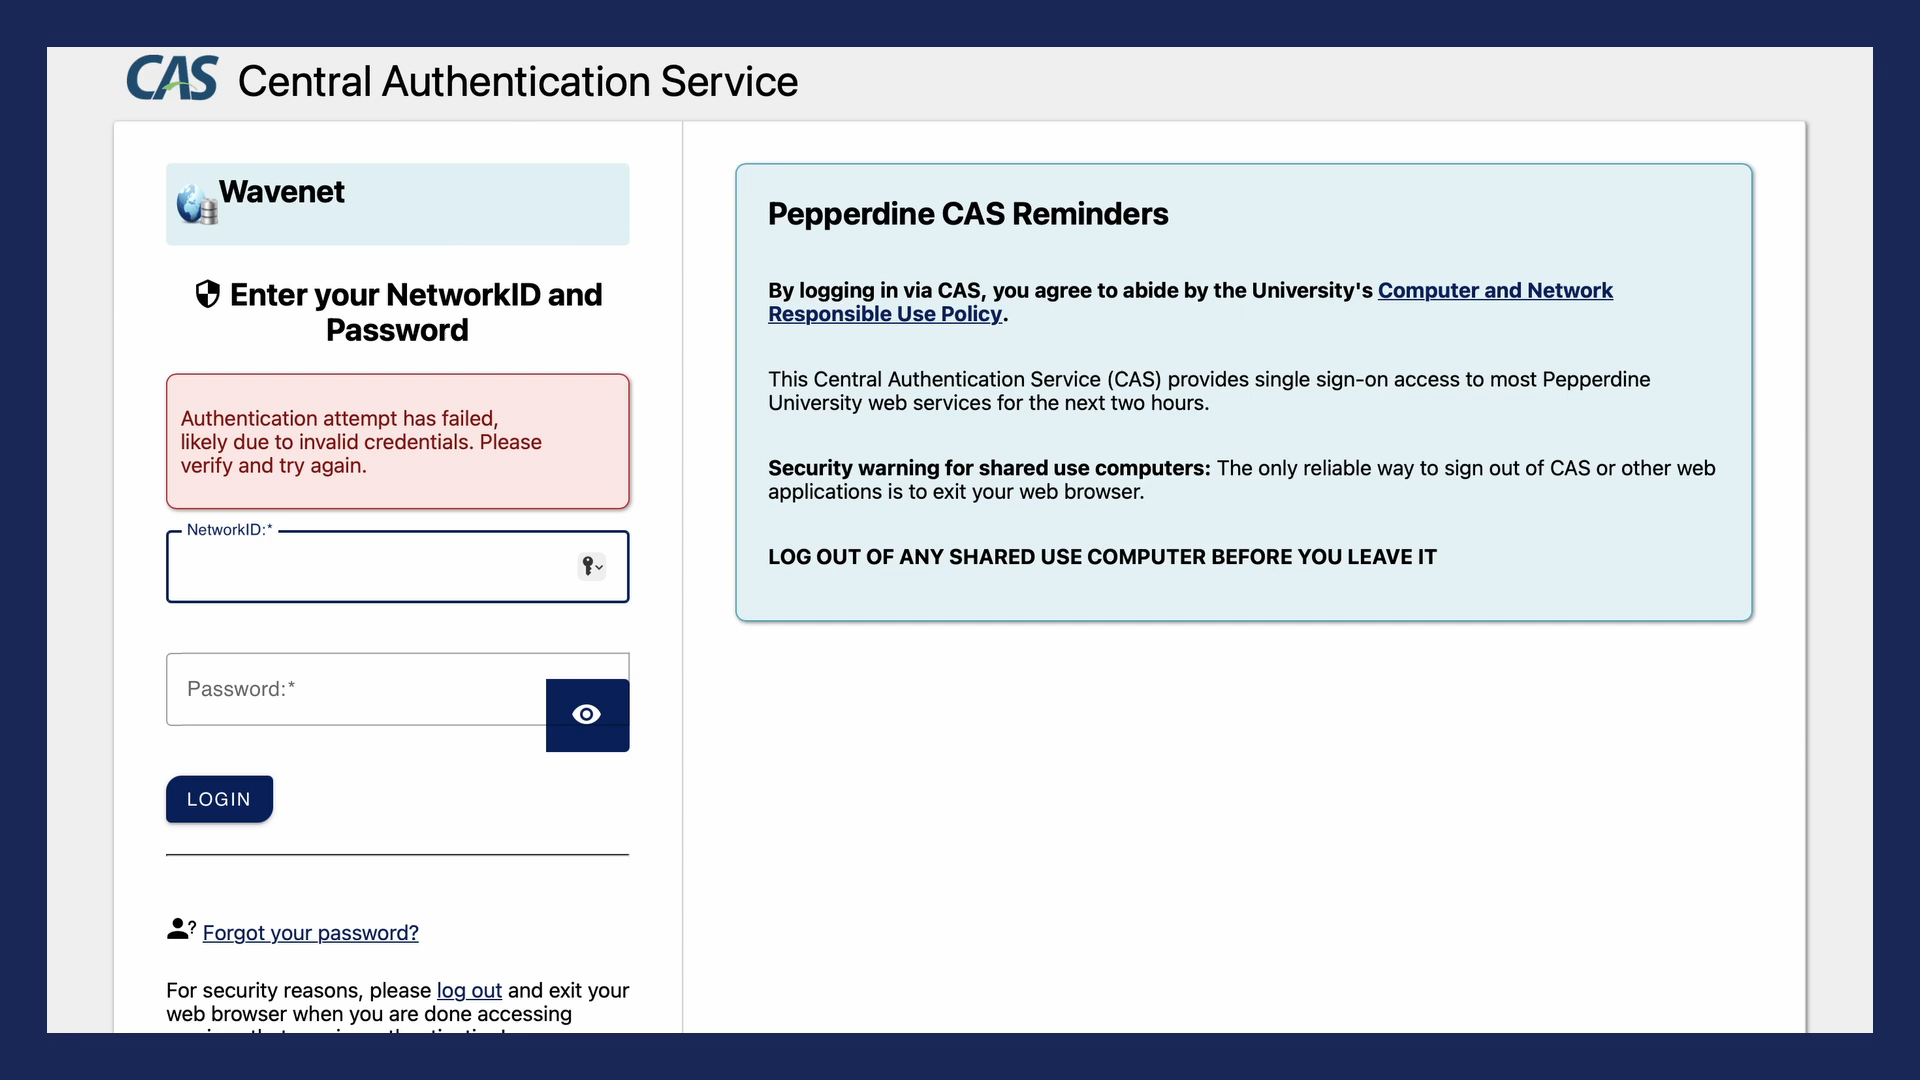 CAS Central Authentication Service
Wavenet
Enter your NetworkID and
Password
Authentication attempt has failed,
likely due to invalid credentials. Please
verify and try again.
NetworkID:*
Password:*
LOGIN
Forgot your password?
For security reasons, please log out and exit your
web browser when you are done accessing
Pepperdine CAS Reminders
By logging in via CAS, you agree to abide by the University's Computer and Network
Responsible Use Policy.
This Central Authentication Service (CAS) provides single sign-on access to most Pepperdine
University web services for the next two hours.
Security warning for shared use computers: The only reliable way to sign out of CAS or other web
applications is to exit your web browser.
LOG OUT OF ANY SHARED USE COMPUTER BEFORE YOU LEAVE IT